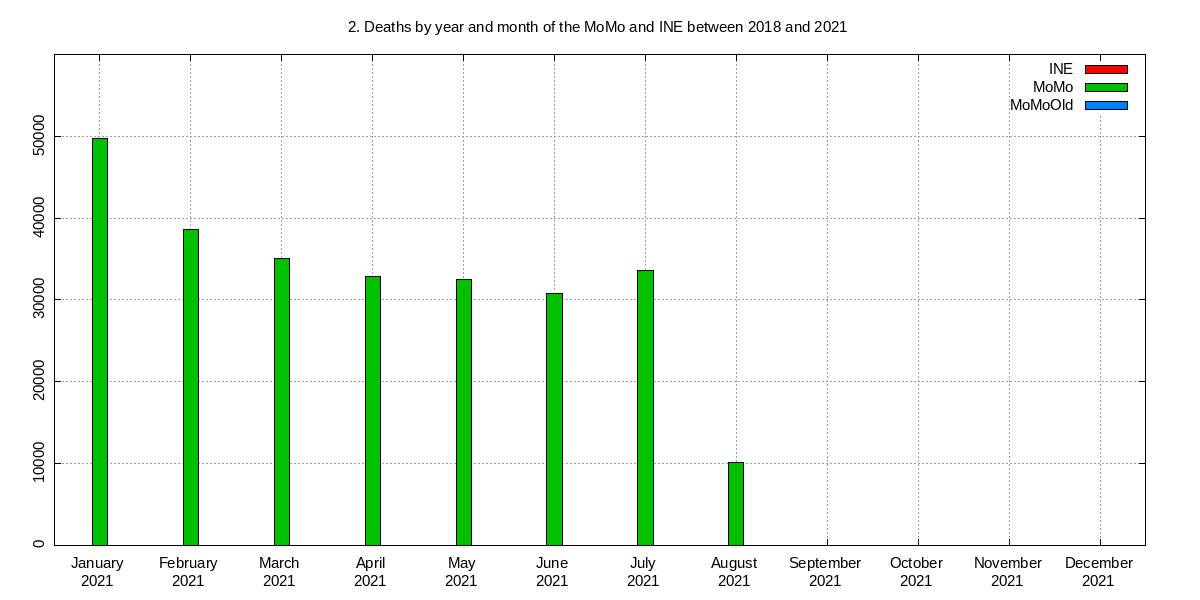 2. Deaths by year and month of the MoMo and INE between 2018 and 2021
INE
MoMo
MoMoOld
50000
40000
30000
20000
10000
0
January February March April May June July August September October November December
2021 2021 2021 2021 2021 2021 2021 2021 2021 2021 2021 2021